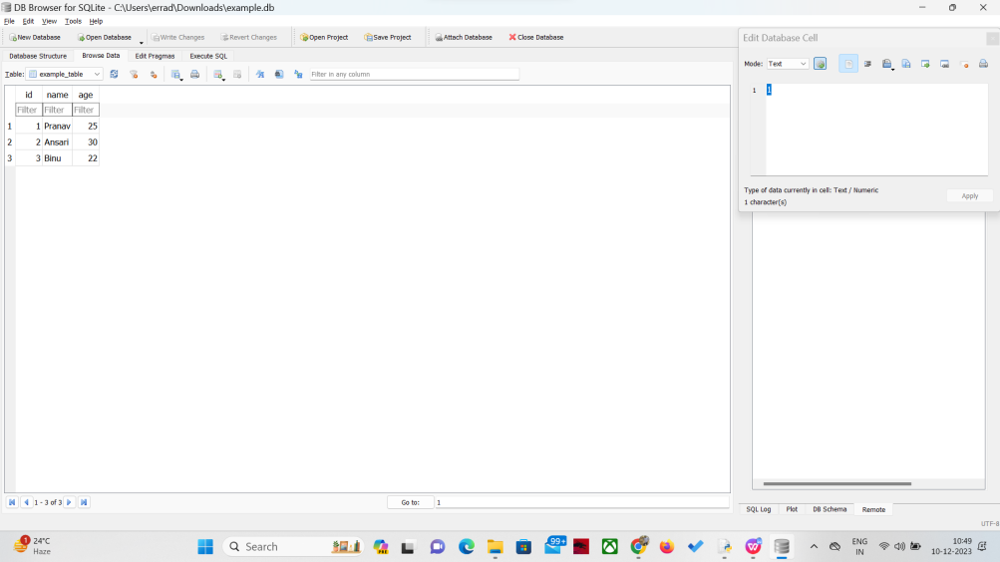 DB Browser for SQLite - C:\Users\errad\Downloads\example.db
File Edit View Tools Help
New Database Open Database Write Changes Revert Changes Open Project Save Project Attach Database Close Database
Database Structure Browse Data Edit Pragmas Execute SQL
Table: example_table Filter in any column
id name age
Filter Filter Filter
1 1 Pranav 25
2 2 Ansari 30
3 3 Binu 22
1 - 3 of 3 Go to: 1
Edit Database Cell
Mode: Text
1 1
Type of data currently in cell: Text / Numeric
1 character(s)
Apply
SQL Log Plot DB Schema Remote
UTF-8
1 24°C
Haze
Search
PRE
99+
ENG
IN
10:49
10-12-2023